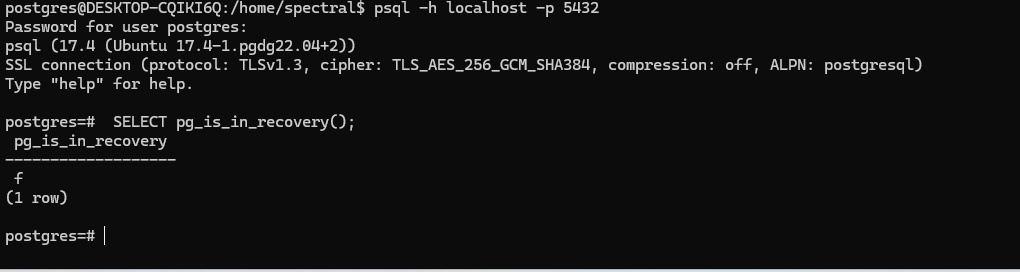 postgres@DESKTOP-CQIKI6Q:/home/spectral$ psql -h localhost -p 5432
Password for user postgres:
psql (17.4 (Ubuntu 17.4-1.pgdg22.04+2))
SSL connection (protocol: TLSv1.3, cipher: TLS_AES_256_GCM_SHA384, compression: off, ALPN: postgresql)
Type "help" for help.

postgres=#  SELECT pg_is_in_recovery();
 pg_is_in_recovery
-------------------
 f
(1 row)

postgres=#